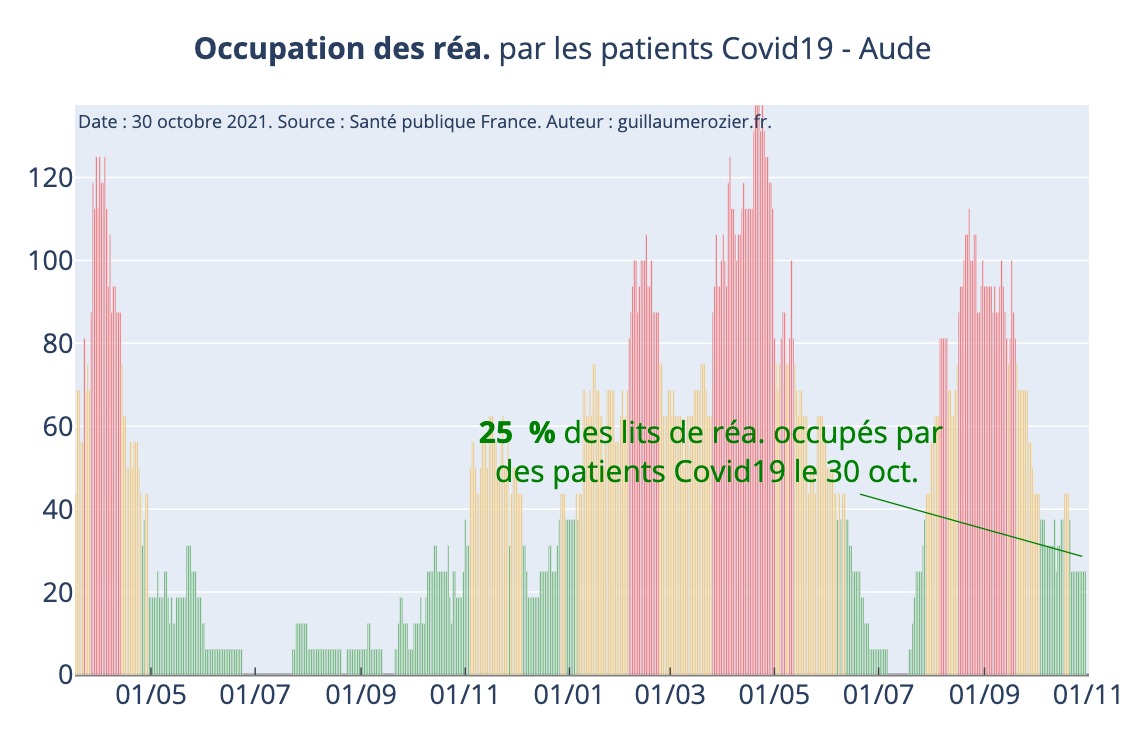 Occupation des réa. par les patients Covid19 - Aude
Date : 30 octobre 2021. Source : Santé publique France. Auteur : guillaumerozier.fr.
120
100
80
60
40
20
0
25 % des lits de réa. occupés par
des patients Covid19 le 30 oct.
01/05 01/07 01/09 01/11 01/01 01/03 01/05 01/07 01/09 01/11